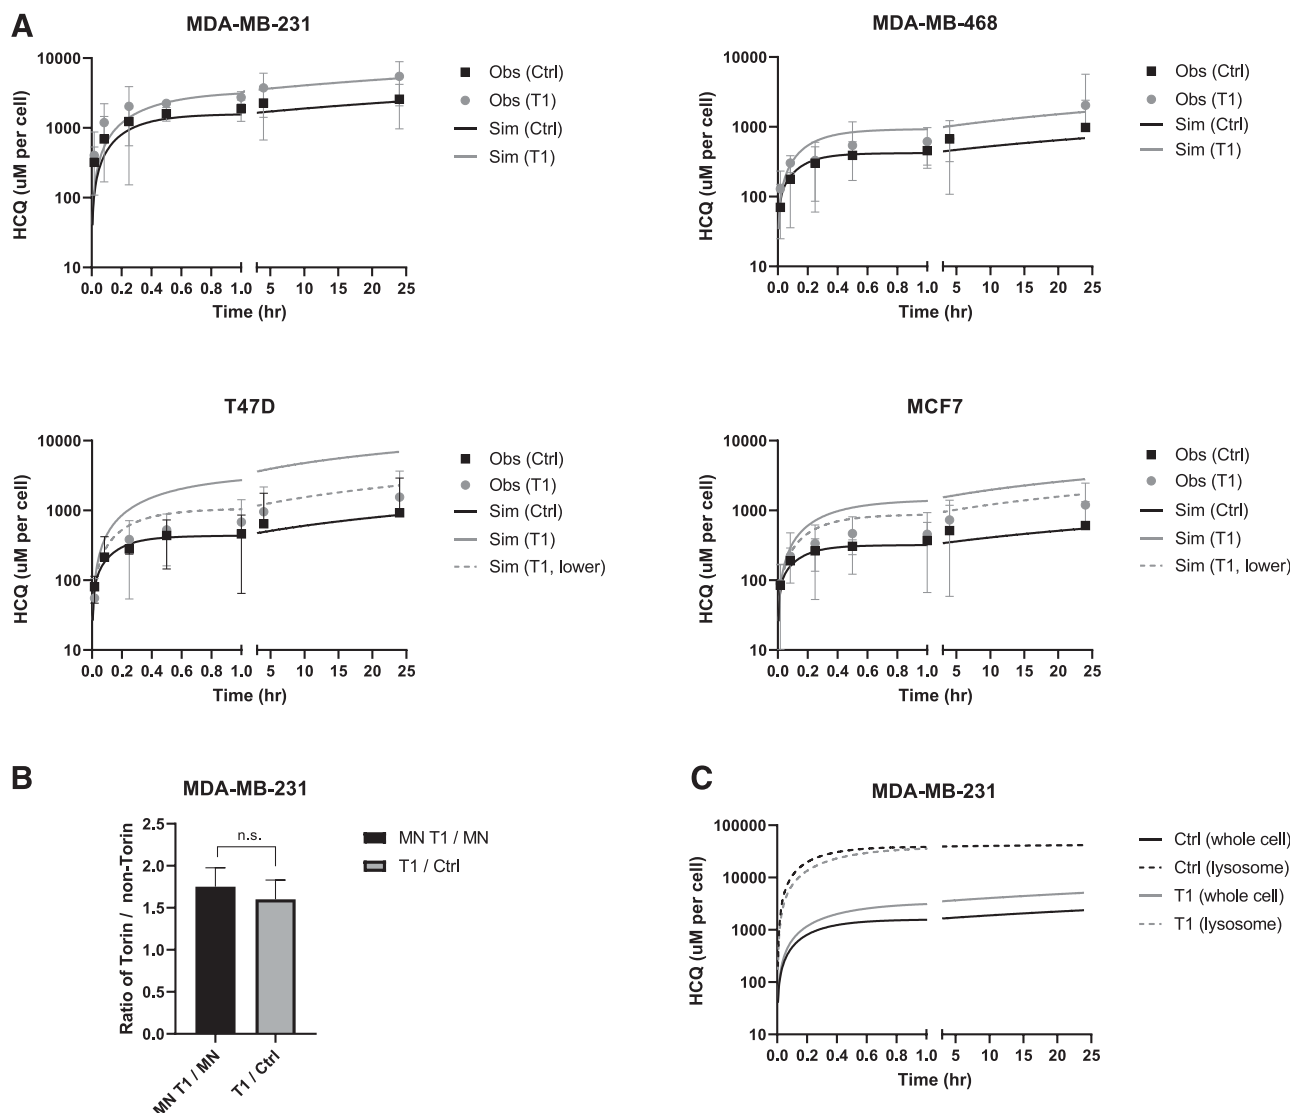 A
MDA-MB-231
HCQ (uM per cell)
10000
1000
100
10
0.0 0.2 0.4 0.6 0.8 1.0 5 10 15 20 25
Time (hr)
Obs (Ctrl)
Obs (T1)
Sim (Ctrl)
Sim (T1)
MDA-MB-468
HCQ (uM per cell)
10000
1000
100
10
0.0 0.2 0.4 0.6 0.8 1.0 5 10 15 20 25
Time (hr)
Obs (Ctrl)
Obs (T1)
Sim (Ctrl)
Sim (T1)
T47D
HCQ (uM per cell)
10000
1000
100
10
0.0 0.2 0.4 0.6 0.8 1.0 5 10 15 20 25
Time (hr)
Obs (Ctrl)
Obs (T1)
Sim (Ctrl)
Sim (T1)
Sim (T1, lower)
MCF7
HCQ (uM per cell)
10000
1000
100
10
0.0 0.2 0.4 0.6 0.8 1.0 5 10 15 20 25
Time (hr)
Obs (Ctrl)
Obs (T1)
Sim (Ctrl)
Sim (T1)
Sim (T1, lower)
B
MDA-MB-231
Ratio of Torin / non-Torin
2.5
2.0
1.5
1.0
0.5
0.0
n.s.
MN T1 / MN
T1 / Ctrl
MN T1 / MN
T1 / Ctrl
C
MDA-MB-231
HCQ (uM per cell)
100000
10000
1000
100
10
0.0 0.2 0.4 0.6 0.8 1.0 5 10 15 20 25
Time (hr)
Ctrl (whole cell)
Ctrl (lysosome)
T1 (whole cell)
T1 (lysosome)